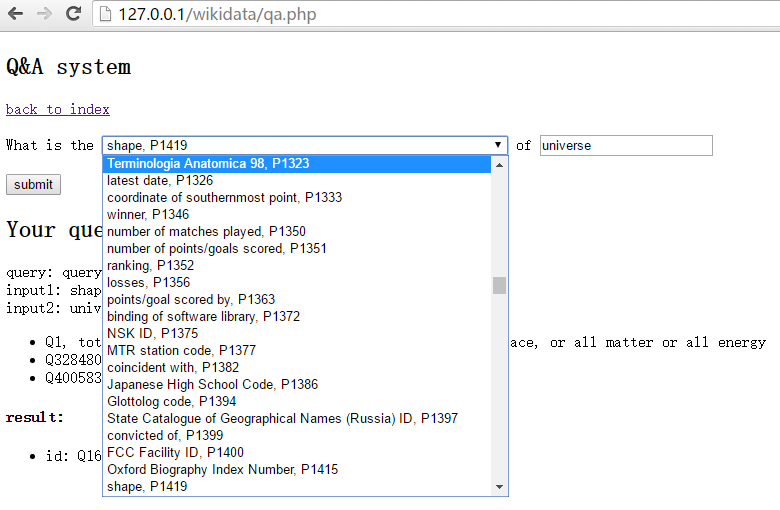 127.0.0.1/wikidata/qa.php
Q&A system
back to index
What is the shape, P1419 of universe
Terminologia Anatomica 98, P1323
latest date, P1326
coordinate of southernmost point, P1333
winner, P1346
number of matches played, P1350
number of points/goals scored, P1351
ranking, P1352
losses, P1356
points/goal scored by, P1363
binding of software library, P1372
NSK ID, P1375
MTR station code, P1377
coincident with, P1382
Japanese High School Code, P1386
Glottolog code, P1394
State Catalogue of Geographical Names (Russia) ID, P1397
convicted of, P1399
FCC Facility ID, P1400
Oxford Biography Index Number, P1415
shape, P1419
submit
Your que
query: query
input1: shap
input2: univ
Q1, tot ace, or all matter or all energy
Q328480
Q400583
result:
id: Q16